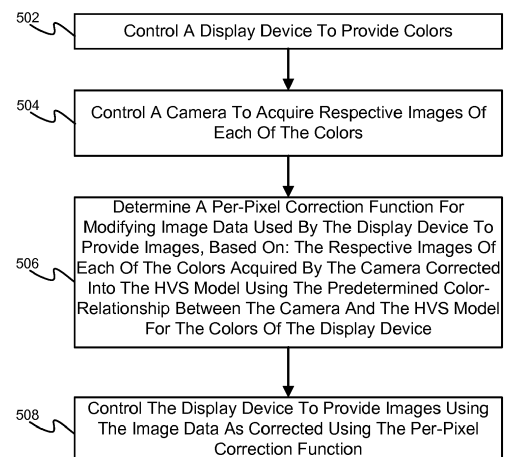 502
Control A Display Device To Provide Colors
504
Control A Camera To Acquire Respective Images Of
Each Of The Colors
Determine A Per-Pixel Correction Function For
Modifying Image Data Used By The Display Device To
Provide Images, Based On: The Respective Images Of
506
Each Of The Colors Acquired By The Camera Corrected
Into The HVS Model Using The Predetermined Color-
Relationship Between The Camera And The HVS Model
For The Colors Of The Display Device
508
Control The Display Device To Provide Images Using
The Image Data As Corrected Using The Per-Pixel
Correction Function